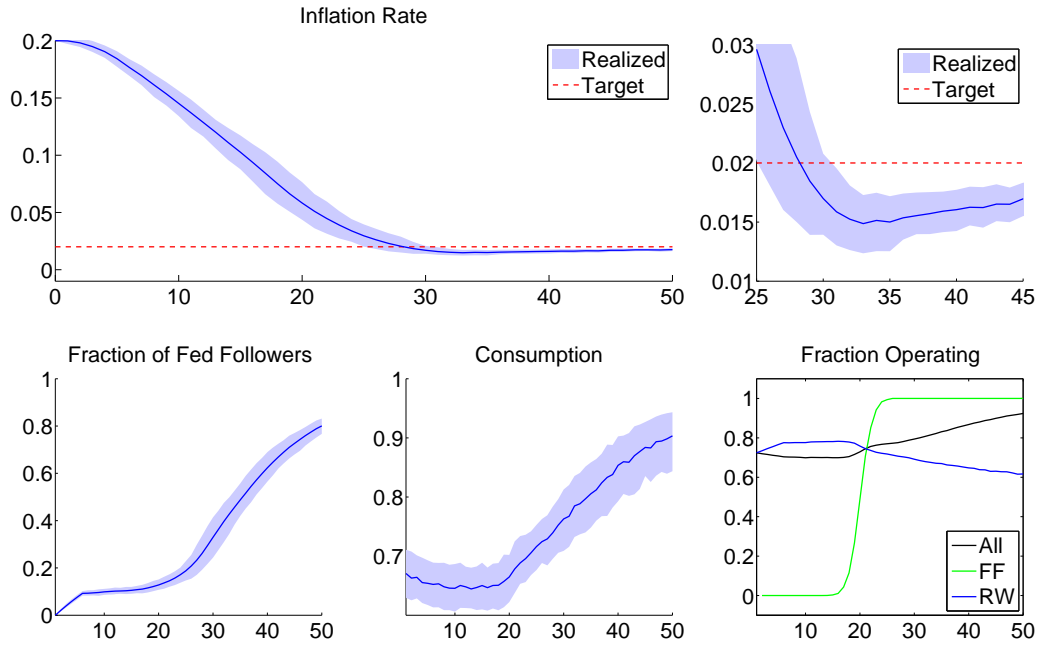 Inflation Rate
0.2
0.15
0.1
0.05
0
0 10 20 30 40 50
Realized
Target
0.03
0.025
0.02
0.015
0.01
25 30 35 40 45
Realized
Target
Fraction of Fed Followers
1
0.8
0.6
0.4
0.2
0
10 20 30 40 50
Consumption
1
0.9
0.8
0.7
10 20 30 40 50
Fraction Operating
1
0.8
0.6
0.4
0.2
0
10 20 30 40 50
All
FF
RW